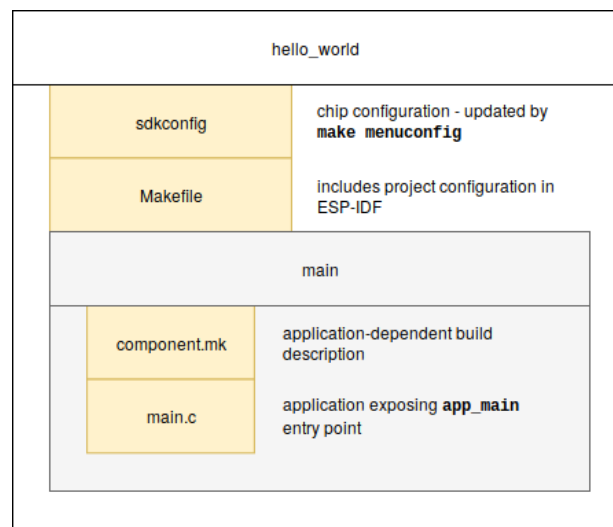 hello_world
sdkconfig
chip configuration - updated by
make menuconfig
Makefile
includes project configuration in
ESP-IDF
main
component.mk
application-dependent build
description
main.c
application exposing app_main
entry point